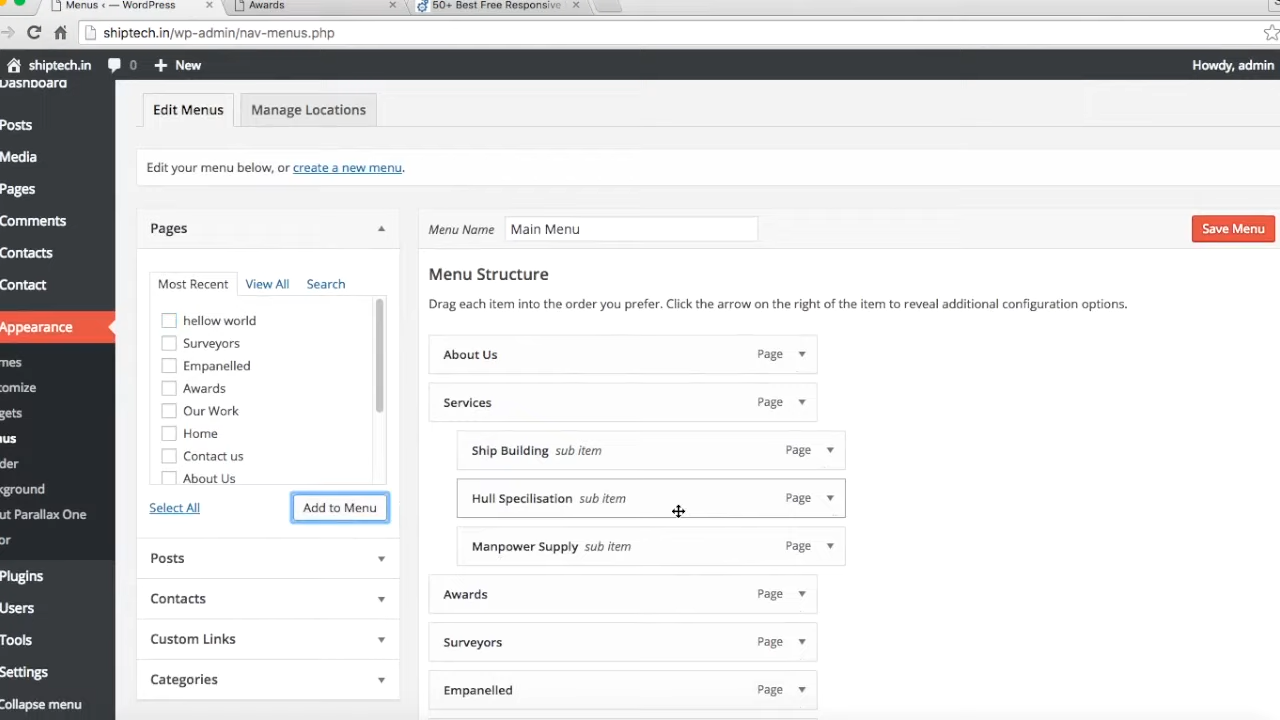 Menus ‹ — WordPress
Awards
50+ Best Free Responsive
shiptech.in/wp-admin/nav-menus.php
shiptech.in 0 + New
Howdy, admin
Dashboard
Posts
Media
Pages
Comments
Contacts
Contact
Appearance
mes
tomize
gets
nus
der
kground
ut Parallax One
or
Plugins
Users
Tools
Settings
Collapse menu
Edit Menus
Manage Locations
Edit your menu below, or create a new menu.
Pages
Most Recent View All Search
hellow world
Surveyors
Empanelled
Awards
Our Work
Home
Contact us
About Us
Select All
Add to Menu
Posts
Contacts
Custom Links
Categories
Menu Name Main Menu
Save Menu
Menu Structure
Drag each item into the order you prefer. Click the arrow on the right of the item to reveal additional configuration options.
About Us Page
Services Page
Ship Building sub item Page
Hull Specilisation sub item Page
Manpower Supply sub item Page
Awards Page
Surveyors Page
Empanelled Page